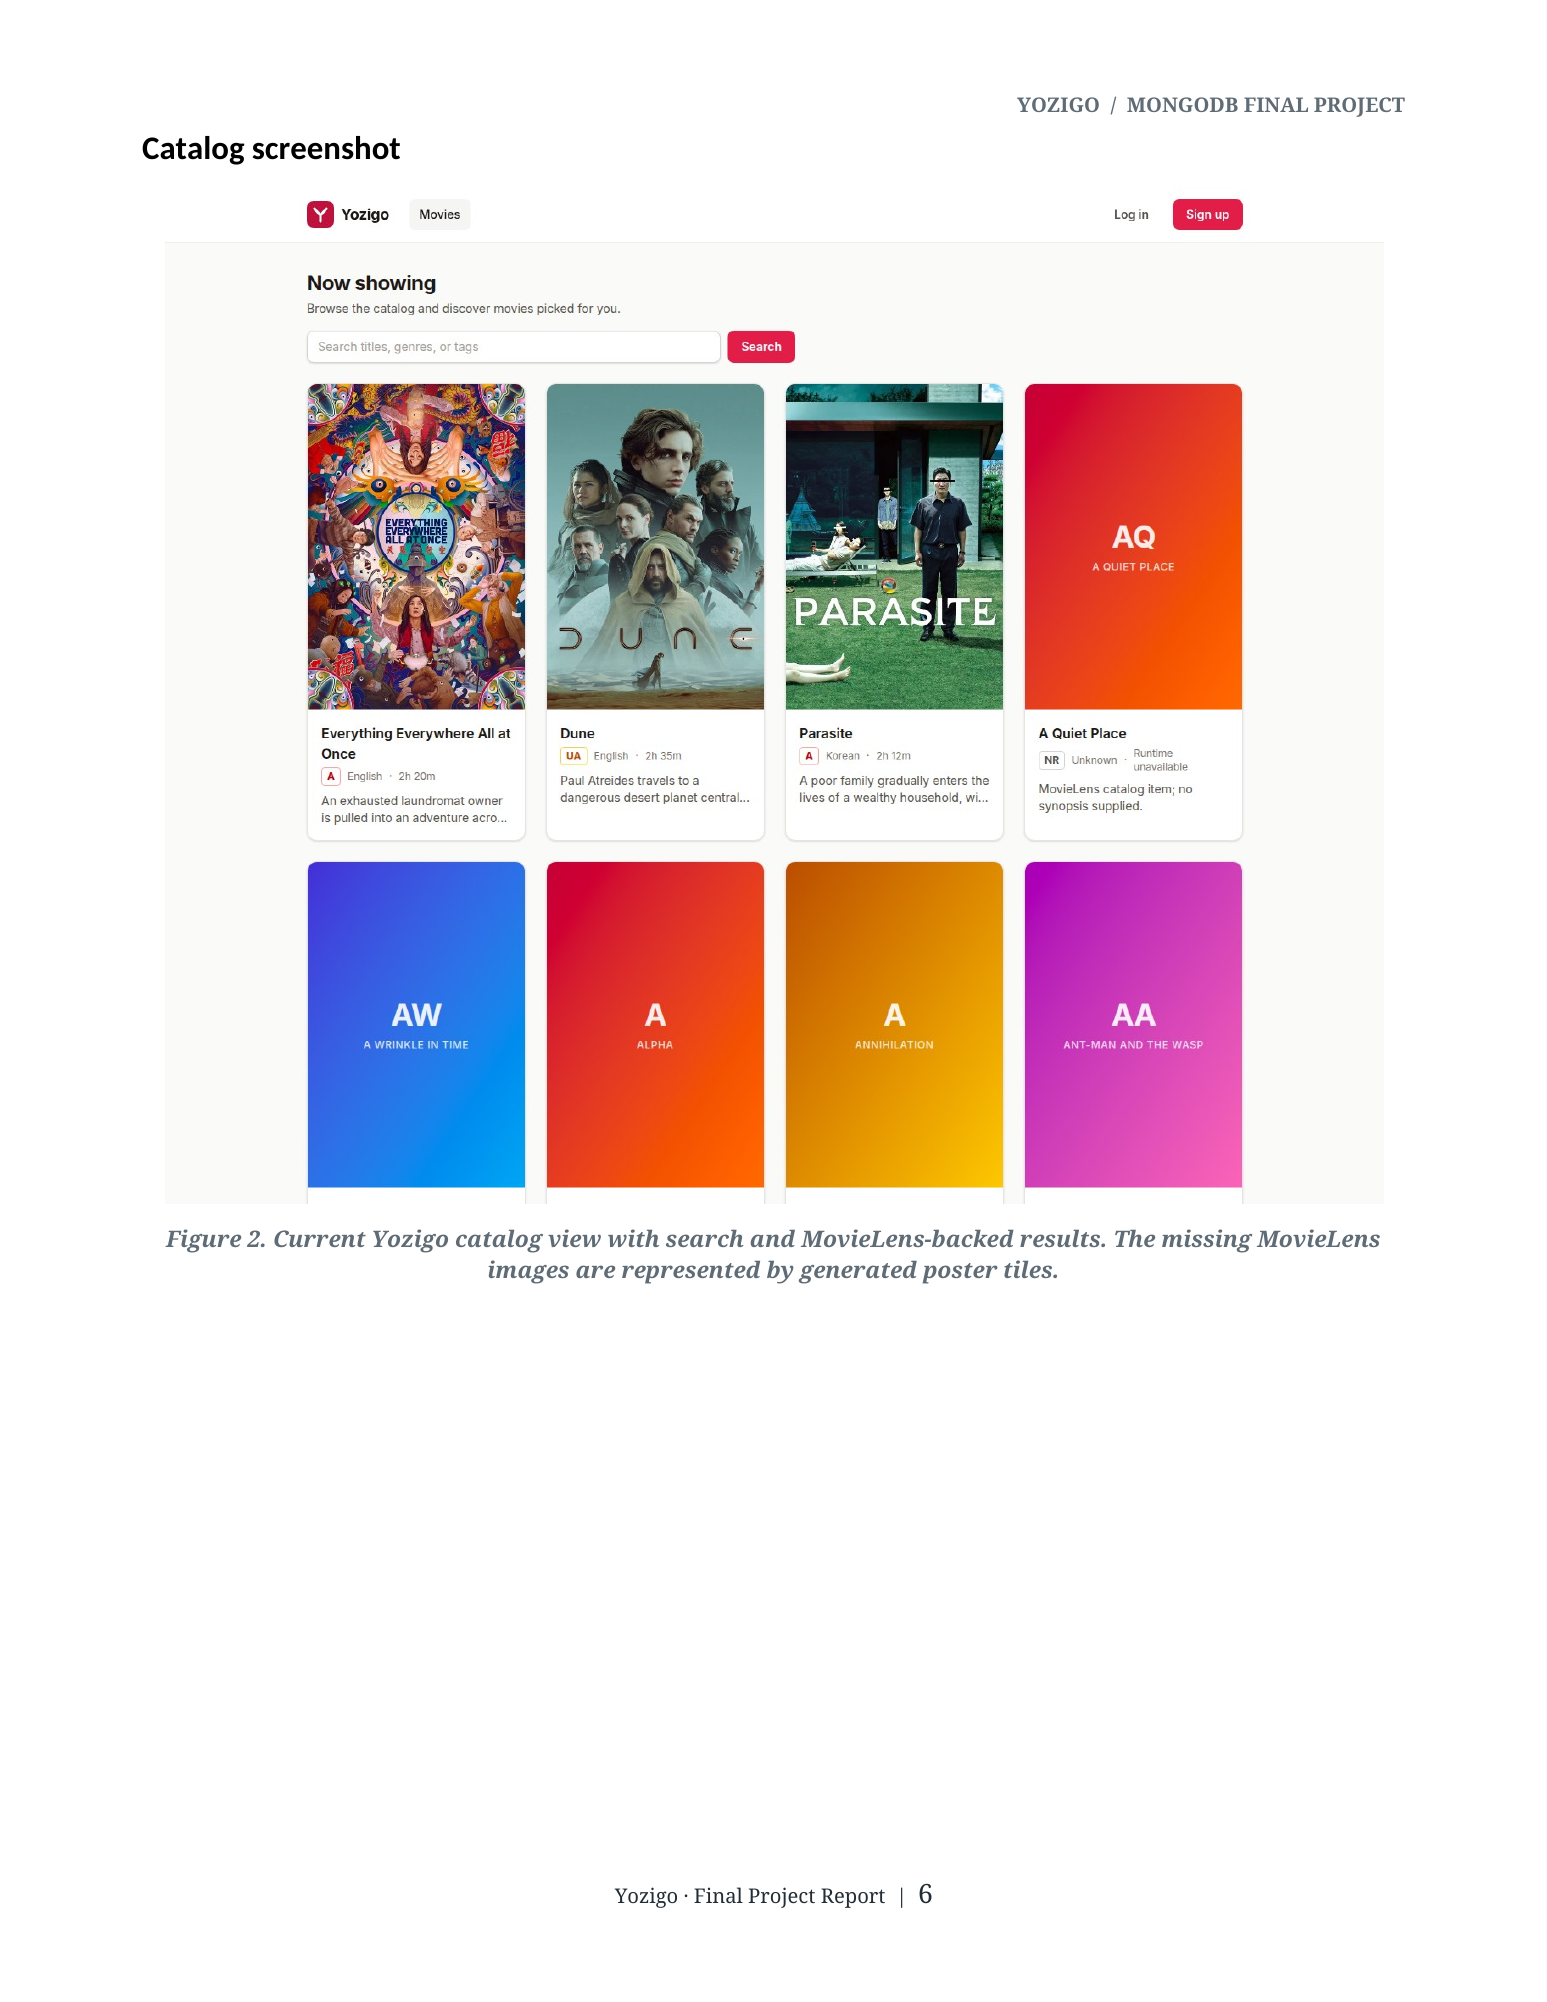 YOZIGO / MONGODB FINAL PROJECT
Catalog screenshot
Yozigo
Movies
Log in
Sign up
Now showing
Browse the catalog and discover movies picked for you.
Search titles, genres, or tags
Search
EVERYTHING
EVERYWHERE
ALL AT ONCE
DUNE
PARASITE
AQ
A QUIET PLACE
Everything Everywhere All at
Once
A English · 2h 20m
An exhausted laundromat owner
is pulled into an adventure acro...
Dune
UA English · 2h 35m
Paul Atreides travels to a
dangerous desert planet central...
Parasite
A Korean · 2h 12m
A poor family gradually enters the
lives of a wealthy household, wi...
A Quiet Place
NR Unknown · Runtime
unavailable
MovieLens catalog item; no
synopsis supplied.
AW
A WRINKLE IN TIME
A
ALPHA
A
ANNIHILATION
AA
ANT-MAN AND THE WASP
Figure 2. Current Yozigo catalog view with search and MovieLens-backed results. The missing MovieLens
images are represented by generated poster tiles.
Yozigo · Final Project Report | 6